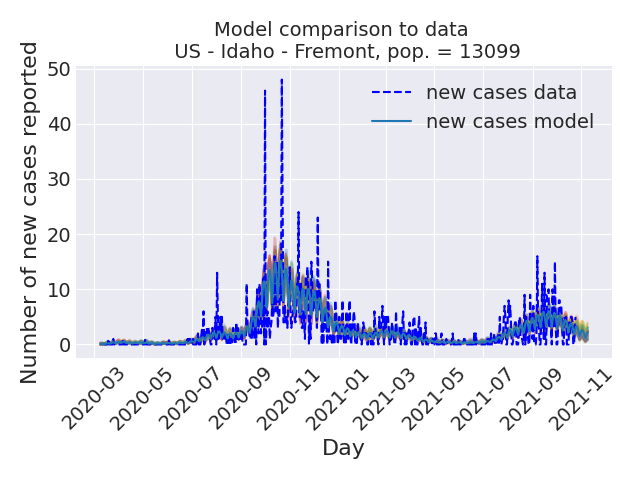 Model comparison to data
US - Idaho - Fremont, pop. = 13099
Number of new cases reported
50
40
30
20
10
0
new cases data
new cases model
2020-03
2020-05
2020-07
2020-09
2020-11
2021-01
2021-03
2021-05
2021-07
2021-09
2021-11
Day